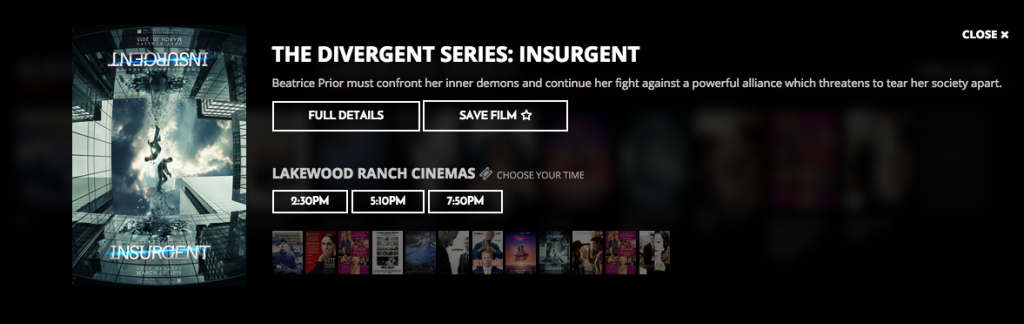 CLOSE ✖
THE DIVERGENT SERIES: INSURGENT
Beatrice Prior must confront her inner demons and continue her fight against a powerful alliance which threatens to tear her society apart.
FULL DETAILS
SAVE FILM ☆
LAKEWOOD RANCH CINEMAS CHOOSE YOUR TIME
2:30PM
5:10PM
7:50PM
INSURGENT
INSURGENT